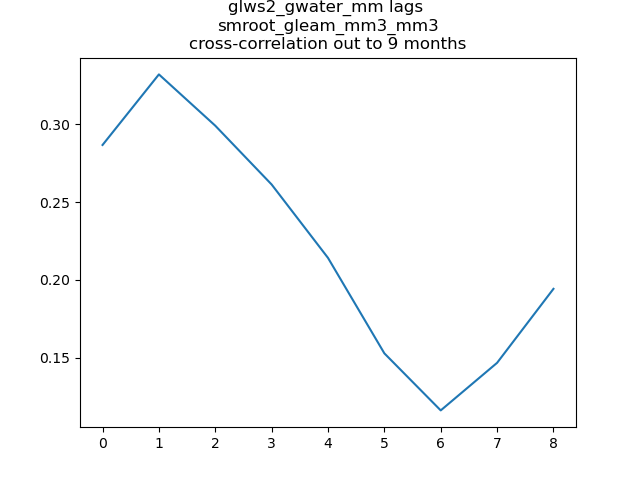 glws2_gwater_mm lags
smroot_gleam_mm3_mm3
cross-correlation out to 9 months
0.30
0.25
0.20
0.15
0 1 2 3 4 5 6 7 8